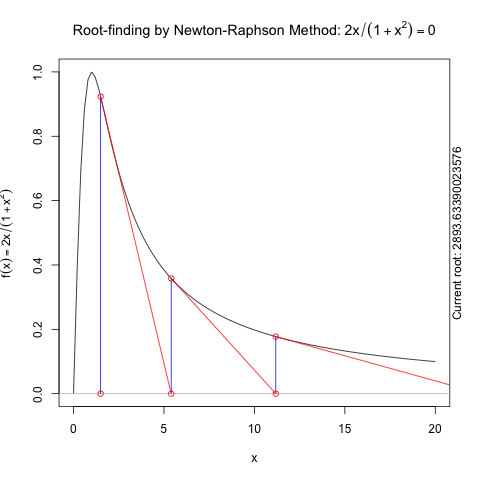 Root-finding by Newton-Raphson Method: 2x/(1 + x²) = 0
f(x) = 2x/(1 + x²)
1.0
0.8
0.6
0.4
0.2
0.0
0 5 10 15 20
x
Current root: 2893.63390023576